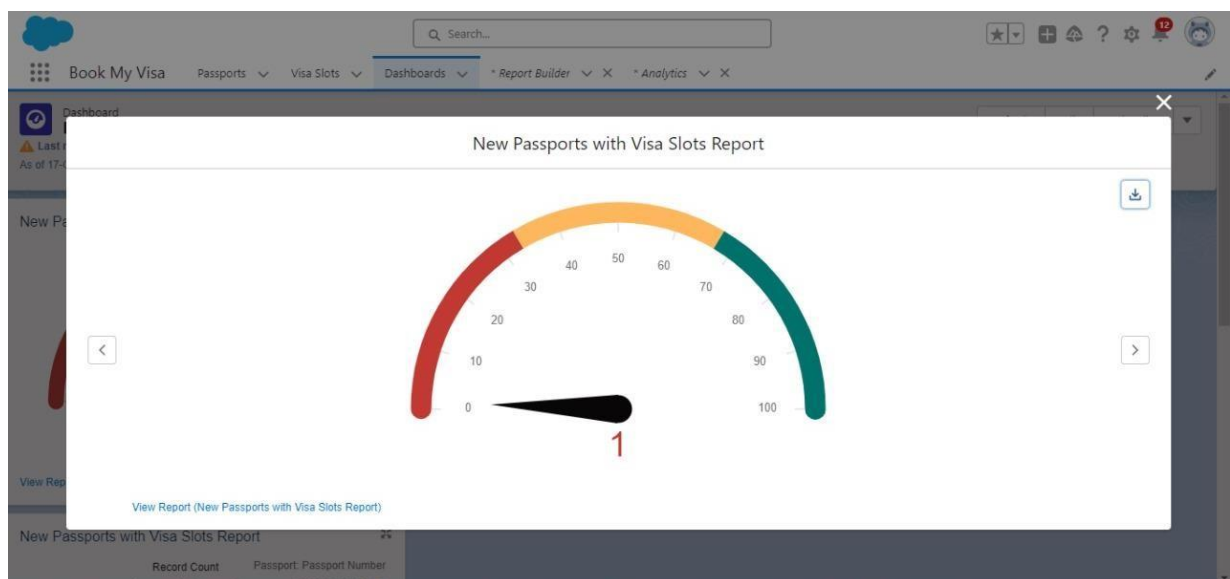 Search...
12
Book My Visa Passports Visa Slots Dashboards * Report Builder * Analytics
Dashboard
Last
As of 17-
New Passports with Visa Slots Report
New Pa
50
40 60
30 70
20 80
10 90
0 100
1
View Rep
View Report (New Passports with Visa Slots Report)
New Passports with Visa Slots Report
Record Count Passport: Passport Number